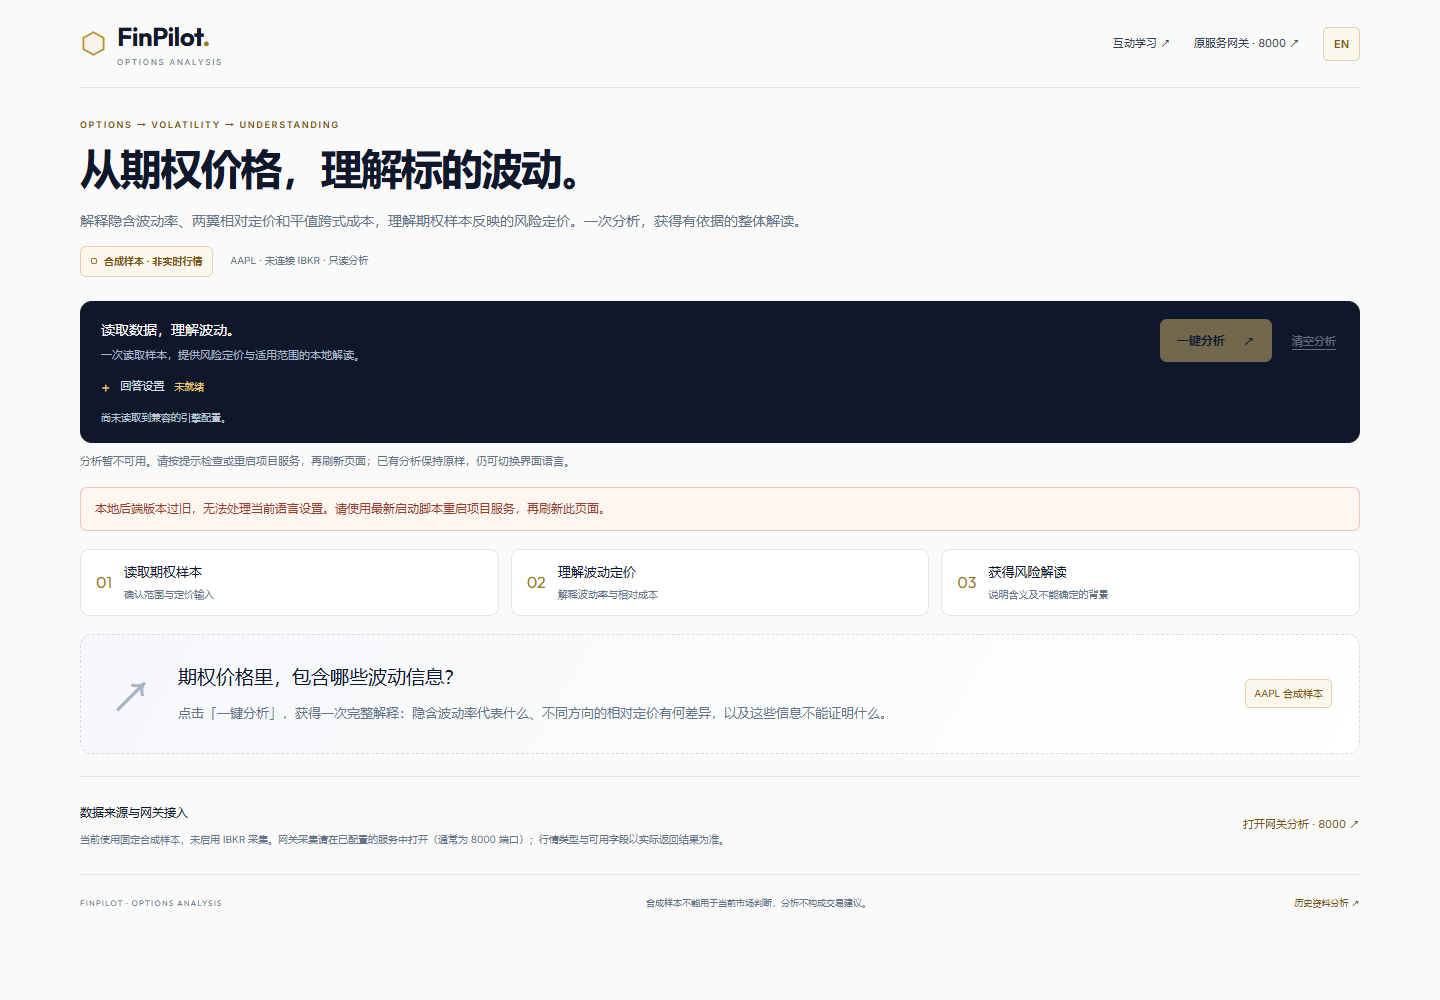 FinPilot.
OPTIONS ANALYSIS
互动学习 ↗
原服务网关 · 8000 ↗
EN
OPTIONS → VOLATILITY → UNDERSTANDING
从期权价格，理解标的波动。
解释隐含波动率、两翼相对定价和平值跨式成本，理解期权样本反映的风险定价。一次分析，获得有依据的整体解读。
合成样本 · 非实时行情
AAPL · 未连接 IBKR · 只读分析
读取数据，理解波动。
一次读取样本，提供风险定价与适用范围的本地解读。
一键分析 ↗
清空分析
+ 回答设置 未就绪
尚未读取到兼容的引擎配置。
分析暂不可用。请按提示检查或重启项目服务，再刷新页面；已有分析保持原样，仍可切换界面语言。
本地后端版本过旧，无法处理当前语言设置。请使用最新启动脚本重启项目服务，再刷新此页面。
01
读取期权样本
确认范围与定价输入
02
理解波动定价
解释波动率与相对成本
03
获得风险解读
说明含义及不能确定的背景
↗
期权价格里，包含哪些波动信息？
点击「一键分析」，获得一次完整解释：隐含波动率代表什么、不同方向的相对定价有何差异，以及这些信息不能证明什么。
AAPL 合成样本
数据来源与网关接入
当前使用固定合成样本，未启用 IBKR 采集。网关采集请在已配置的服务中打开（通常为 8000 端口）；行情类型与可用字段以实际返回结果为准。
打开网关分析 · 8000 ↗
FINPILOT · OPTIONS ANALYSIS
合成样本不能用于当前市场判断，分析不构成交易建议。
历史资料分析 ↗